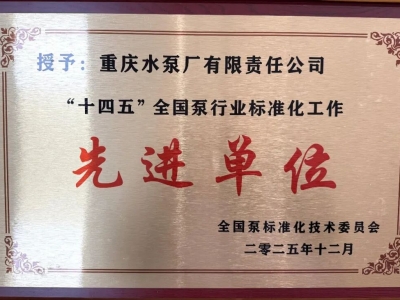 授予：重庆水泵厂有限责任公司
“十四五”全国泵行业标准化工作
先进单位
全国泵标准化技术委员会
二零二五年十二月